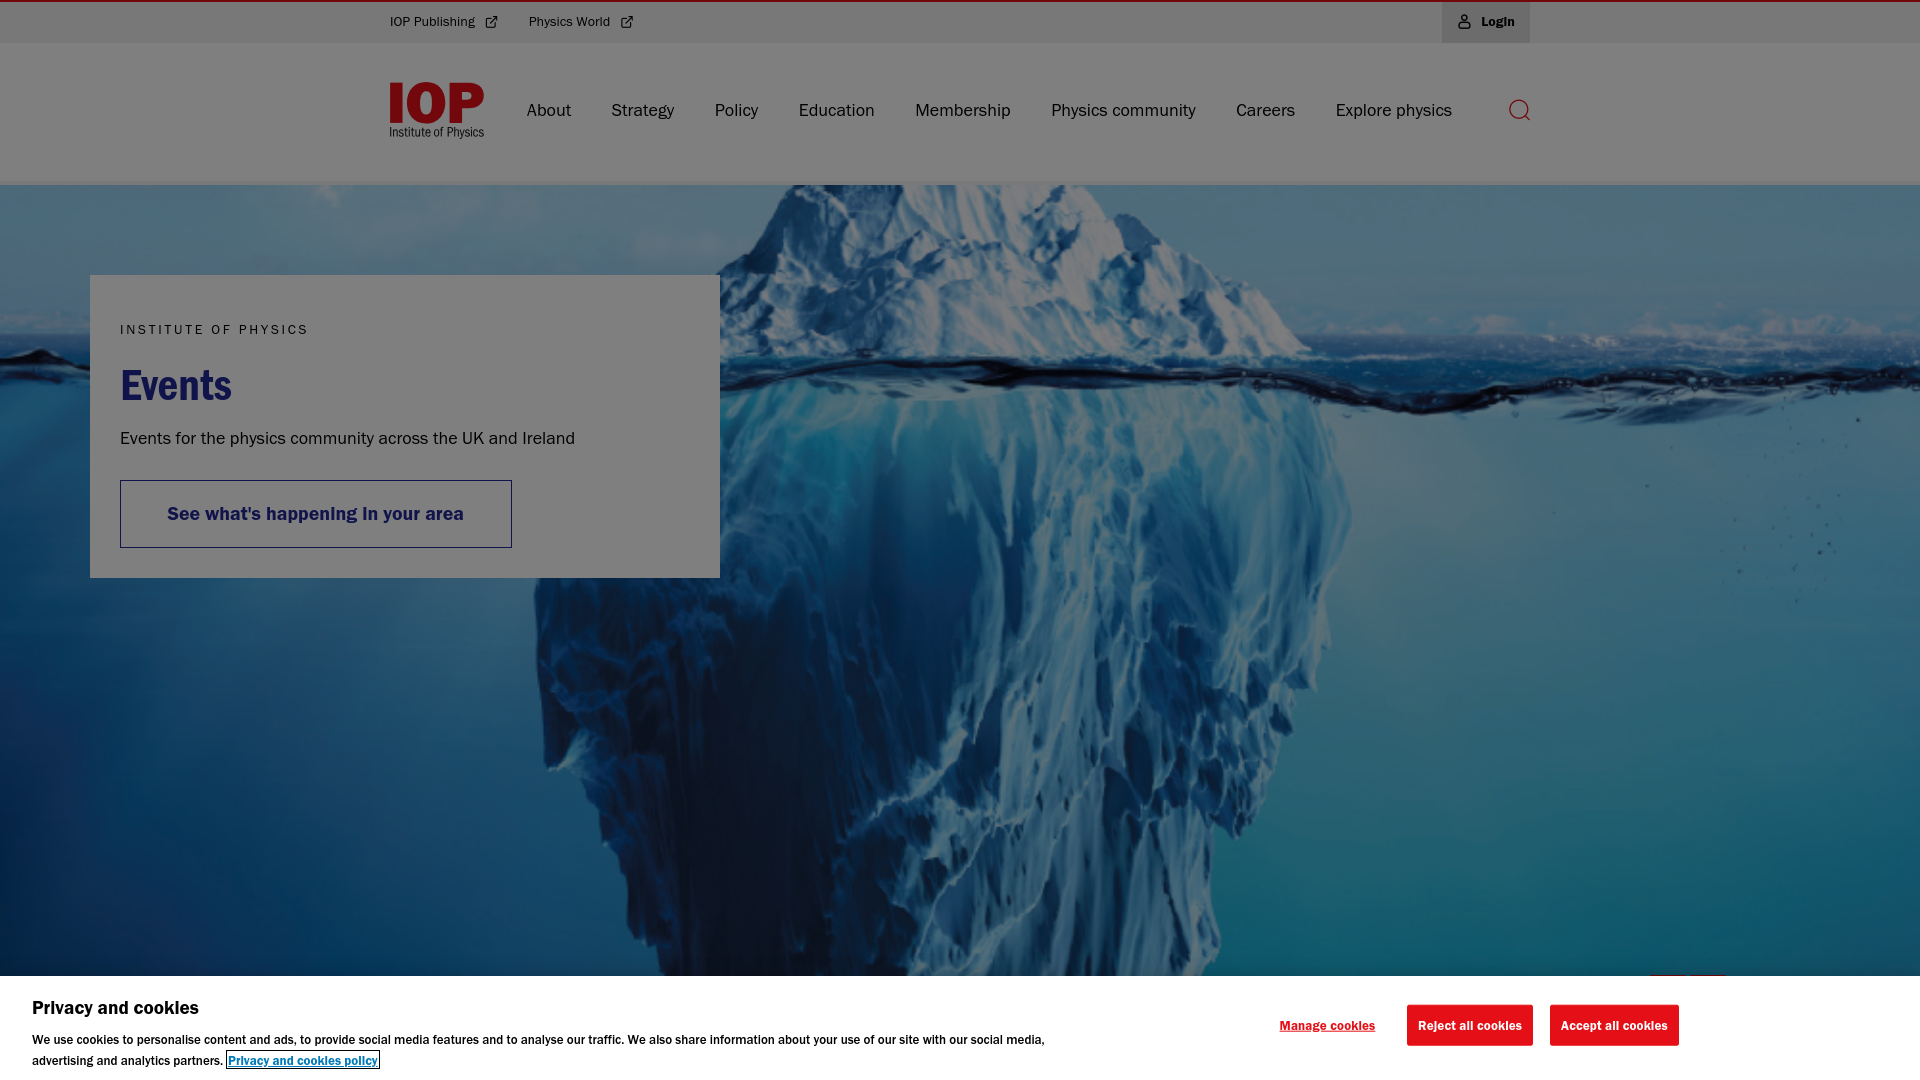 IOP Publishing
Physics World
Login
IOP
Institute of Physics
About
Strategy
Policy
Education
Membership
Physics community
Careers
Explore physics
INSTITUTE OF PHYSICS
Events
Events for the physics community across the UK and Ireland
See what's happening in your area
Privacy and cookies
We use cookies to personalise content and ads, to provide social media features and to analyse our traffic. We also share information about your use of our site with our social media,
advertising and analytics partners. Privacy and cookies policy
Manage cookies
Reject all cookies
Accept all cookies